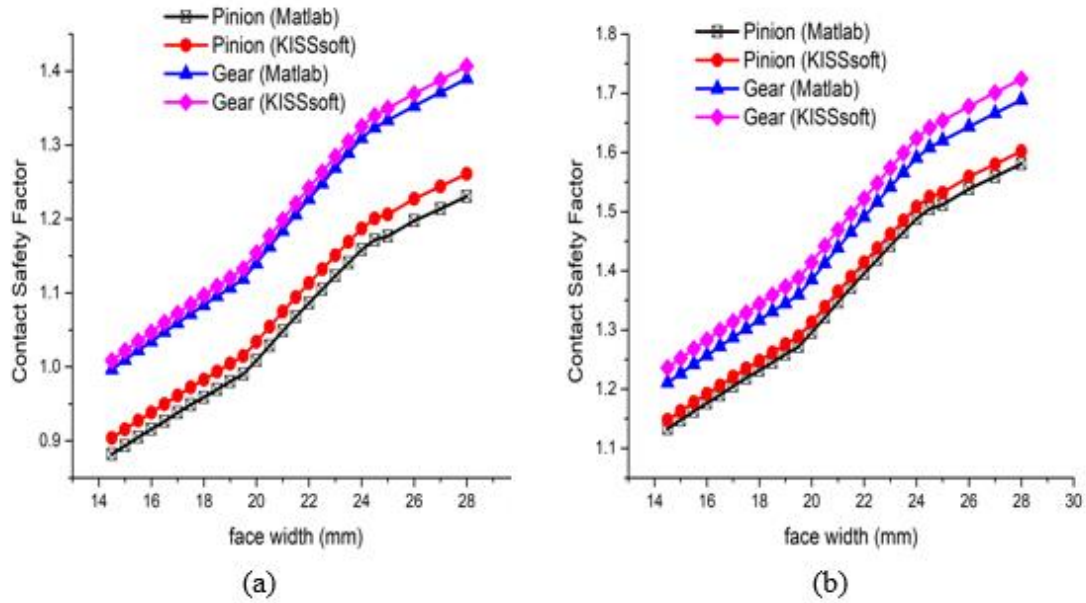 Pinion (Matlab)
Pinion (KISSsoft)
Gear (Matlab)
Gear (KISSsoft)
Contact Safety Factor
1.4
1.3
1.2
1.1
1.0
0.9
14 16 18 20 22 24 26 28
face width (mm)
(a)
Pinion (Matlab)
Pinion (KISSsoft)
Gear (Matlab)
Gear (KISSsoft)
Contact Safety Factor
1.8
1.7
1.6
1.5
1.4
1.3
1.2
1.1
14 16 18 20 22 24 26 28 30
face width (mm)
(b)